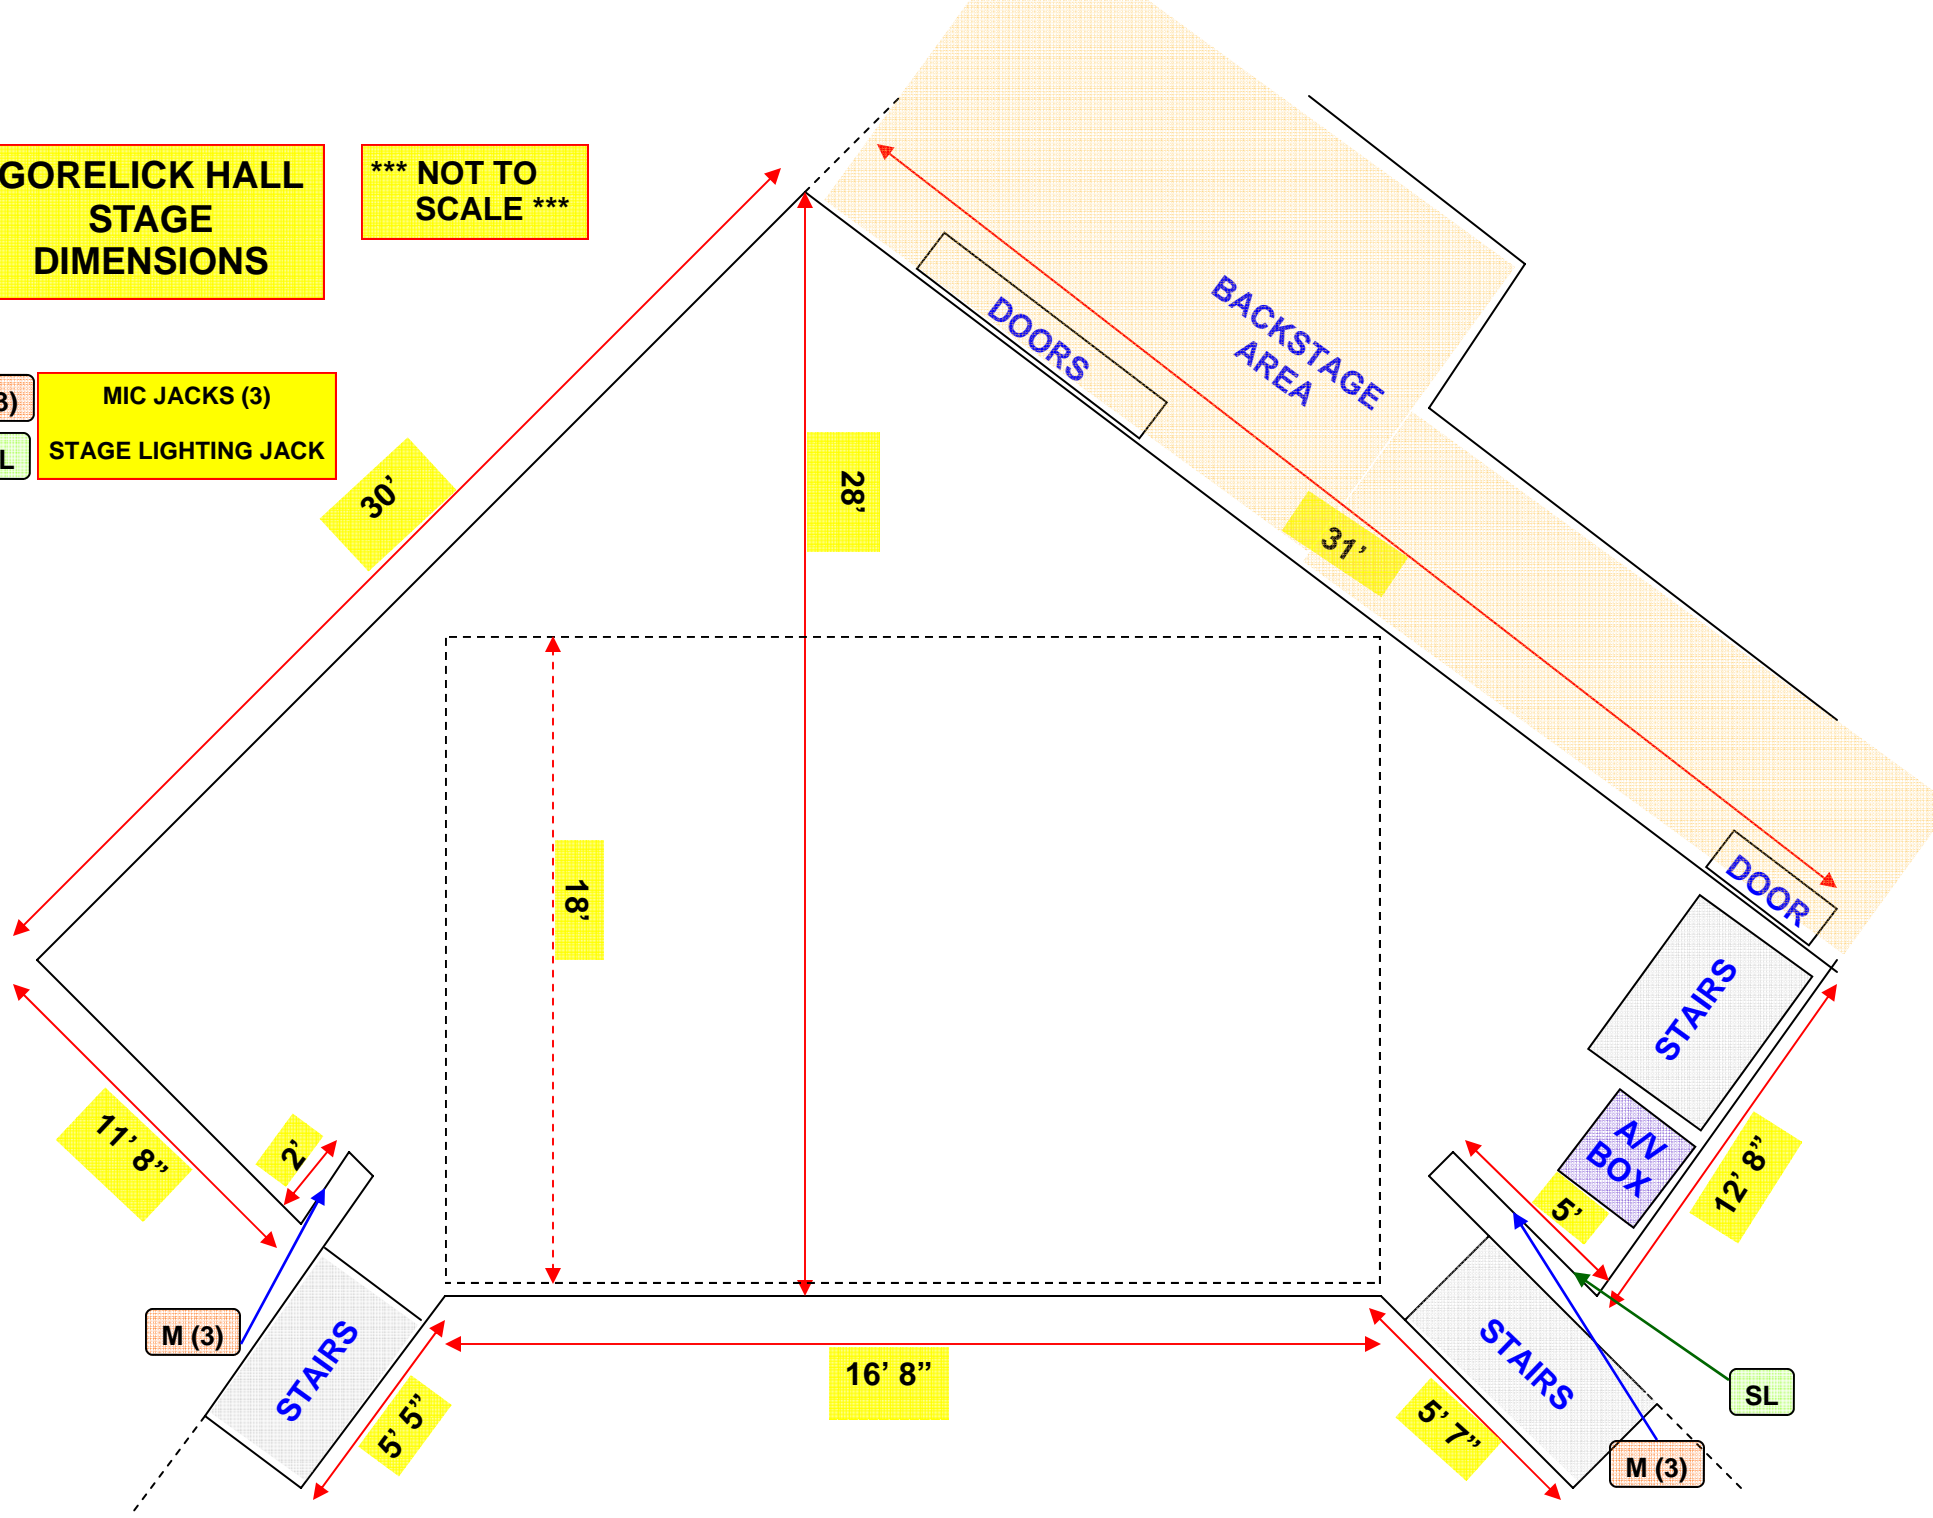 GORELICK HALL
STAGE
DIMENSIONS
*** NOT TO
SCALE ***
3)
MIC JACKS (3)
L
STAGE LIGHTING JACK
30’
28’
DOORS
BACKSTAGE
AREA
31’
18’
DOOR
STAIRS
A/V
BOX
12’ 8”
5’
11’ 8”
2’
M (3)
STAIRS
5’ 5”
16’ 8”
5’ 7”
STAIRS
SL
M (3)